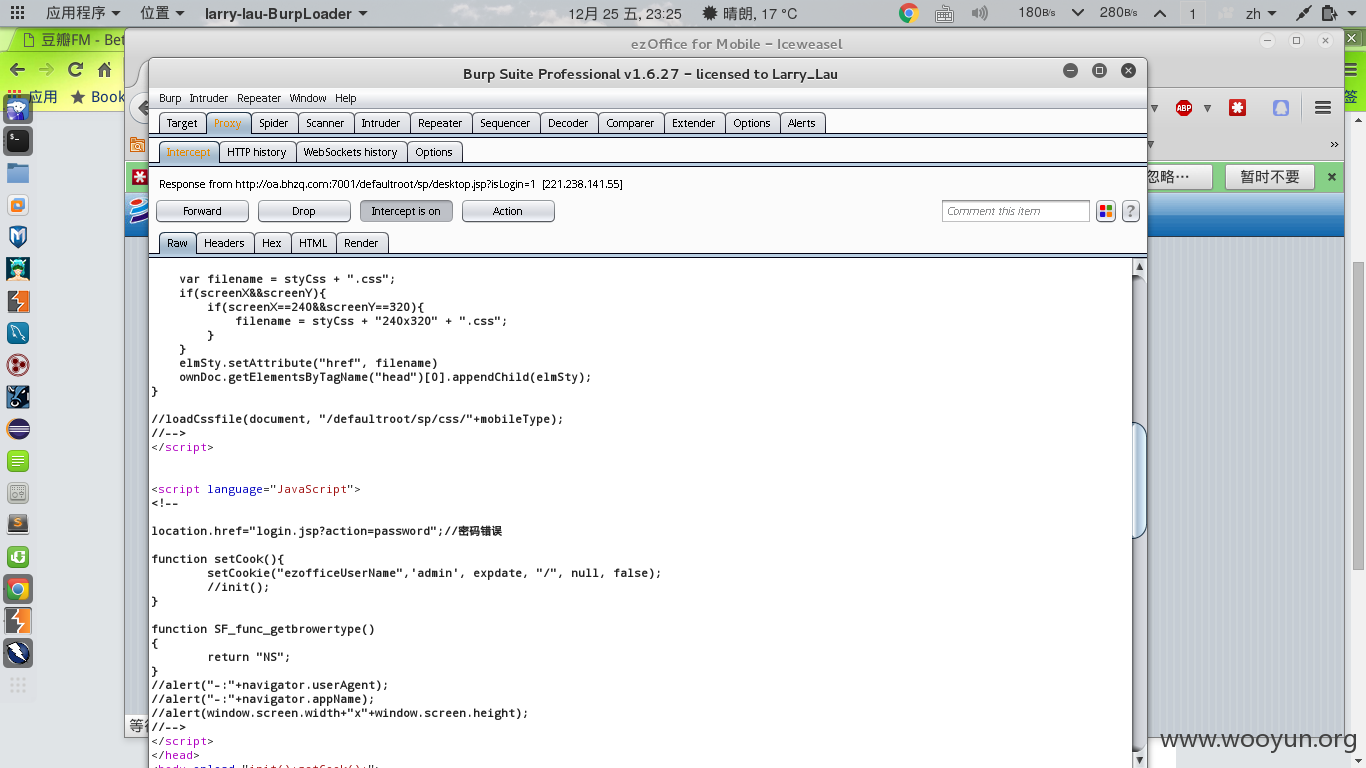 应用程序 位置 larry-lau-BurpLoader 12月 25 五, 23:25 晴朗, 17 °C 180B/s 280B/s 1 zh
豆瓣FM - Bet
ezOffice for Mobile - Iceweasel
Burp Suite Professional v1.6.27 - licensed to Larry_Lau
应用 Book
签
Burp Intruder Repeater Window Help
Target Proxy Spider Scanner Intruder Repeater Sequencer Decoder Comparer Extender Options Alerts
ABP
Intercept HTTP history WebSockets history Options
Response from http://oa.bhzq.com:7001/defaultroot/sp/desktop.jsp?isLogin=1 [221.238.141.55]
忽略… 暂时不要
Forward Drop Intercept is on Action Comment this item ?
Raw Headers Hex HTML Render
var filename = styCss + ".css";
if(screenX&&screenY){
if(screenX==240&&screenY==320){
filename = styCss + "240x320" + ".css";
}
}
elmSty.setAttribute("href", filename)
ownDoc.getElementsByTagName("head")[0].appendChild(elmSty);
}
//loadCssfile(document, "/defaultroot/sp/css/"+mobileType);
//-->
</script>
<script language="JavaScript">
<!--
location.href="login.jsp?action=password";//密码错误
function setCook(){
setCookie("ezofficeUserName",'admin', expdate, "/", null, false);
//init();
}
function SF_func_getbrowertype()
{
return "NS";
}
//alert("-:"+navigator.userAgent);
//alert("-:"+navigator.appName);
//alert(window.screen.width+"x"+window.screen.height);
//-->
</script>
</head>
<body onload="init();setCook();">
www.wooyun.org